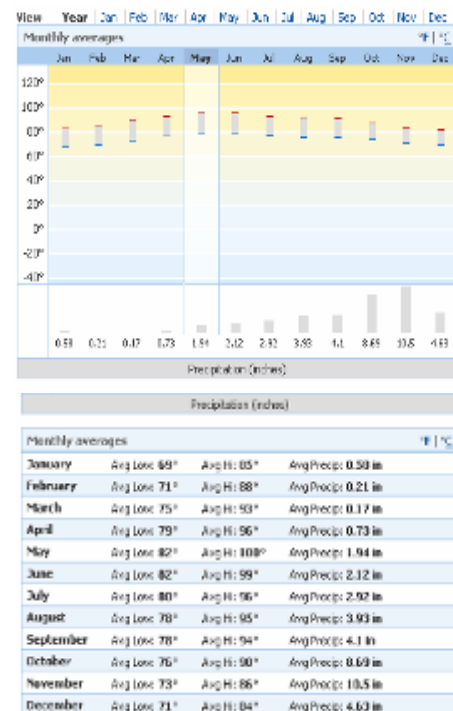 View Year Jan Feb Mar Apr May Jun Jul Aug Sep Oct Nov Dec
Monthly averages °F | °C
Jan Feb Mar Apr May Jun Jul Aug Sep Oct Nov Dec
120°
100°
80°
60°
40°
20°
0°
-20°
-40°
0.58 0.21 0.17 0.73 1.94 2.12 2.92 3.93 4.1 8.69 10.5 4.63
Precipitation (inches)
Precipitation (inches)
Monthly averages °F | °C
January Avg Low: 69° Avg Hi: 85° Avg Precip: 0.58 in
February Avg Low: 71° Avg Hi: 88° Avg Precip: 0.21 in
March Avg Low: 75° Avg Hi: 93° Avg Precip: 0.17 in
April Avg Low: 79° Avg Hi: 96° Avg Precip: 0.73 in
May Avg Low: 82° Avg Hi: 100° Avg Precip: 1.94 in
June Avg Low: 82° Avg Hi: 99° Avg Precip: 2.12 in
July Avg Low: 80° Avg Hi: 96° Avg Precip: 2.92 in
August Avg Low: 78° Avg Hi: 95° Avg Precip: 3.93 in
September Avg Low: 78° Avg Hi: 94° Avg Precip: 4.1 in
October Avg Low: 76° Avg Hi: 90° Avg Precip: 8.69 in
November Avg Low: 73° Avg Hi: 86° Avg Precip: 10.5 in
December Avg Low: 71° Avg Hi: 84° Avg Precip: 4.63 in